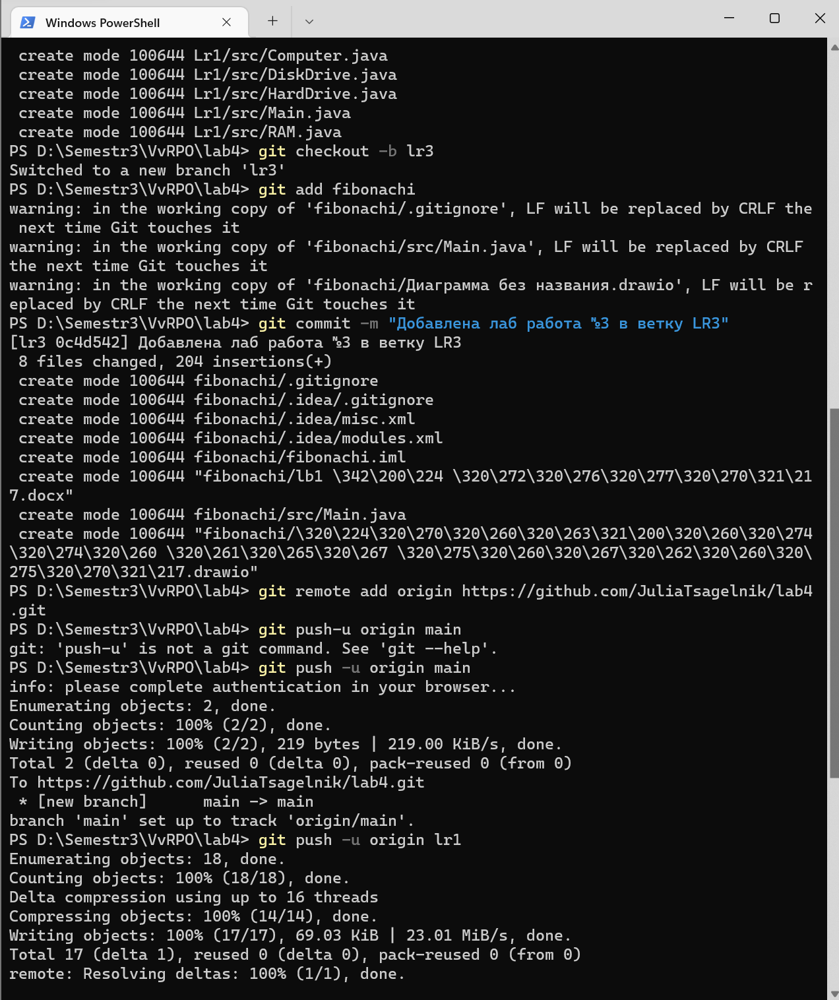 Windows PowerShell
create mode 100644 Lr1/src/Computer.java
create mode 100644 Lr1/src/DiskDrive.java
create mode 100644 Lr1/src/HardDrive.java
create mode 100644 Lr1/src/Main.java
create mode 100644 Lr1/src/RAM.java
PS D:\Semestr3\VvRPO\lab4> git checkout -b lr3
Switched to a new branch 'lr3'
PS D:\Semestr3\VvRPO\lab4> git add fibonachi
warning: in the working copy of 'fibonachi/.gitignore', LF will be replaced by CRLF the
next time Git touches it
warning: in the working copy of 'fibonachi/src/Main.java', LF will be replaced by CRLF
the next time Git touches it
warning: in the working copy of 'fibonachi/Диаграмма без названия.drawio', LF will be r
eplaced by CRLF the next time Git touches it
PS D:\Semestr3\VvRPO\lab4> git commit -m "Добавлена лаб работа №3 в ветку LR3"
[lr3 0c4d542] Добавлена лаб работа №3 в ветку LR3
8 files changed, 204 insertions(+)
create mode 100644 fibonachi/.gitignore
create mode 100644 fibonachi/.idea/.gitignore
create mode 100644 fibonachi/.idea/misc.xml
create mode 100644 fibonachi/.idea/modules.xml
create mode 100644 fibonachi/fibonachi.iml
create mode 100644 "fibonachi/lb1 \342\200\224 \320\272\320\276\320\277\320\270\321\21
7.docx"
create mode 100644 fibonachi/src/Main.java
create mode 100644 "fibonachi/\320\224\320\270\320\260\320\263\321\200\320\260\320\274
\320\274\320\260 \320\261\320\265\320\267 \320\275\320\260\320\267\320\262\320\260\320\
275\320\270\321\217.drawio"
PS D:\Semestr3\VvRPO\lab4> git remote add origin https://github.com/JuliaTsagelnik/lab4
.git
PS D:\Semestr3\VvRPO\lab4> git push-u origin main
git: 'push-u' is not a git command. See 'git --help'.
PS D:\Semestr3\VvRPO\lab4> git push -u origin main
info: please complete authentication in your browser...
Enumerating objects: 2, done.
Counting objects: 100% (2/2), done.
Writing objects: 100% (2/2), 219 bytes | 219.00 KiB/s, done.
Total 2 (delta 0), reused 0 (delta 0), pack-reused 0 (from 0)
To https://github.com/JuliaTsagelnik/lab4.git
* [new branch]      main -> main
branch 'main' set up to track 'origin/main'.
PS D:\Semestr3\VvRPO\lab4> git push -u origin lr1
Enumerating objects: 18, done.
Counting objects: 100% (18/18), done.
Delta compression using up to 16 threads
Compressing objects: 100% (14/14), done.
Writing objects: 100% (17/17), 69.03 KiB | 23.01 MiB/s, done.
Total 17 (delta 1), reused 0 (delta 0), pack-reused 0 (from 0)
remote: Resolving deltas: 100% (1/1), done.